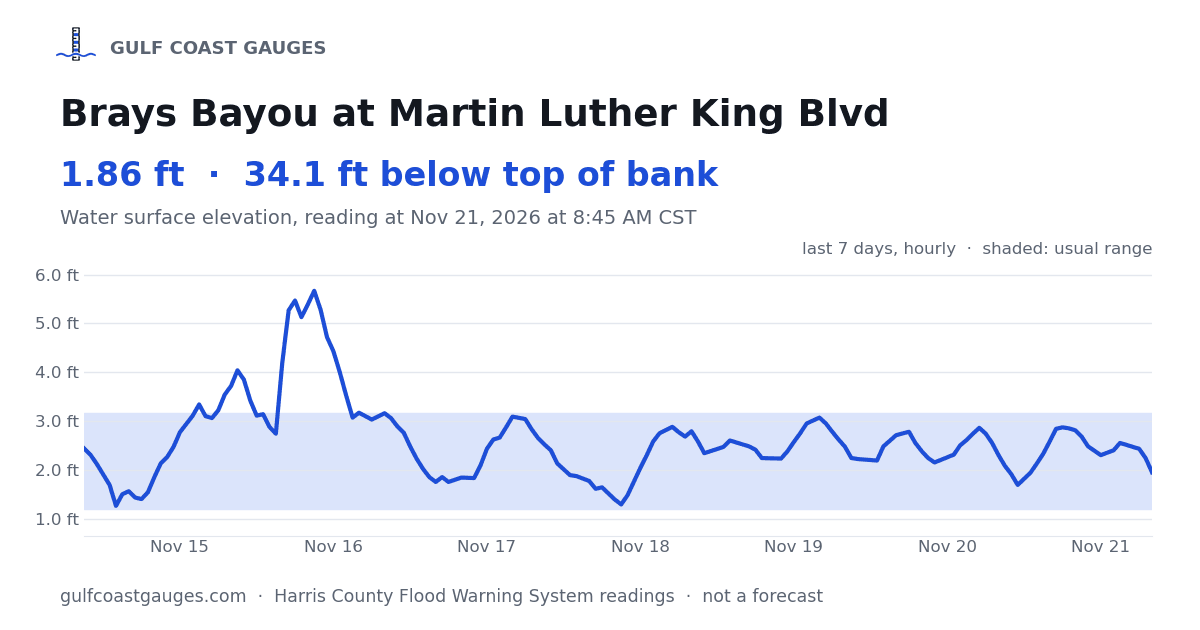 GULF COAST GAUGES
Brays Bayou at Martin Luther King Blvd
1.86 ft · 34.1 ft below top of bank
Water surface elevation, reading at Nov 21, 2026 at 8:45 AM CST
last 7 days, hourly · shaded: usual range
6.0 ft
5.0 ft
4.0 ft
3.0 ft
2.0 ft
1.0 ft
Nov 15 Nov 16 Nov 17 Nov 18 Nov 19 Nov 20 Nov 21
gulfcoastgauges.com · Harris County Flood Warning System readings · not a forecast